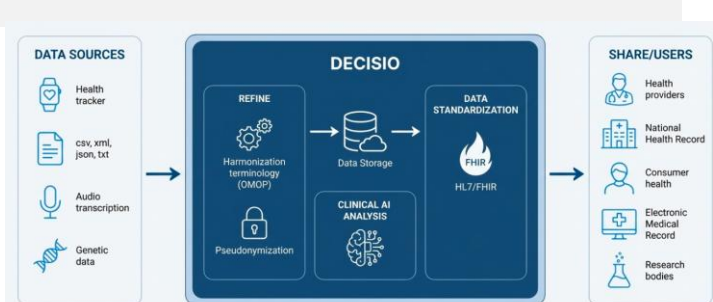 DATA SOURCES
Health
tracker
csv, xml,
json, txt
Audio
transcription
Genetic
data
DECISIO
REFINE
Harmonization
terminology
(OMOP)
Pseudonymization
Data Storage
CLINICAL AI
ANALYSIS
DATA
STANDARDIZATION
FHIR
HL7/FHIR
SHARE/USERS
Health
providers
National
Health Record
Consumer
health
Electronic
Medical
Record
Research
bodies